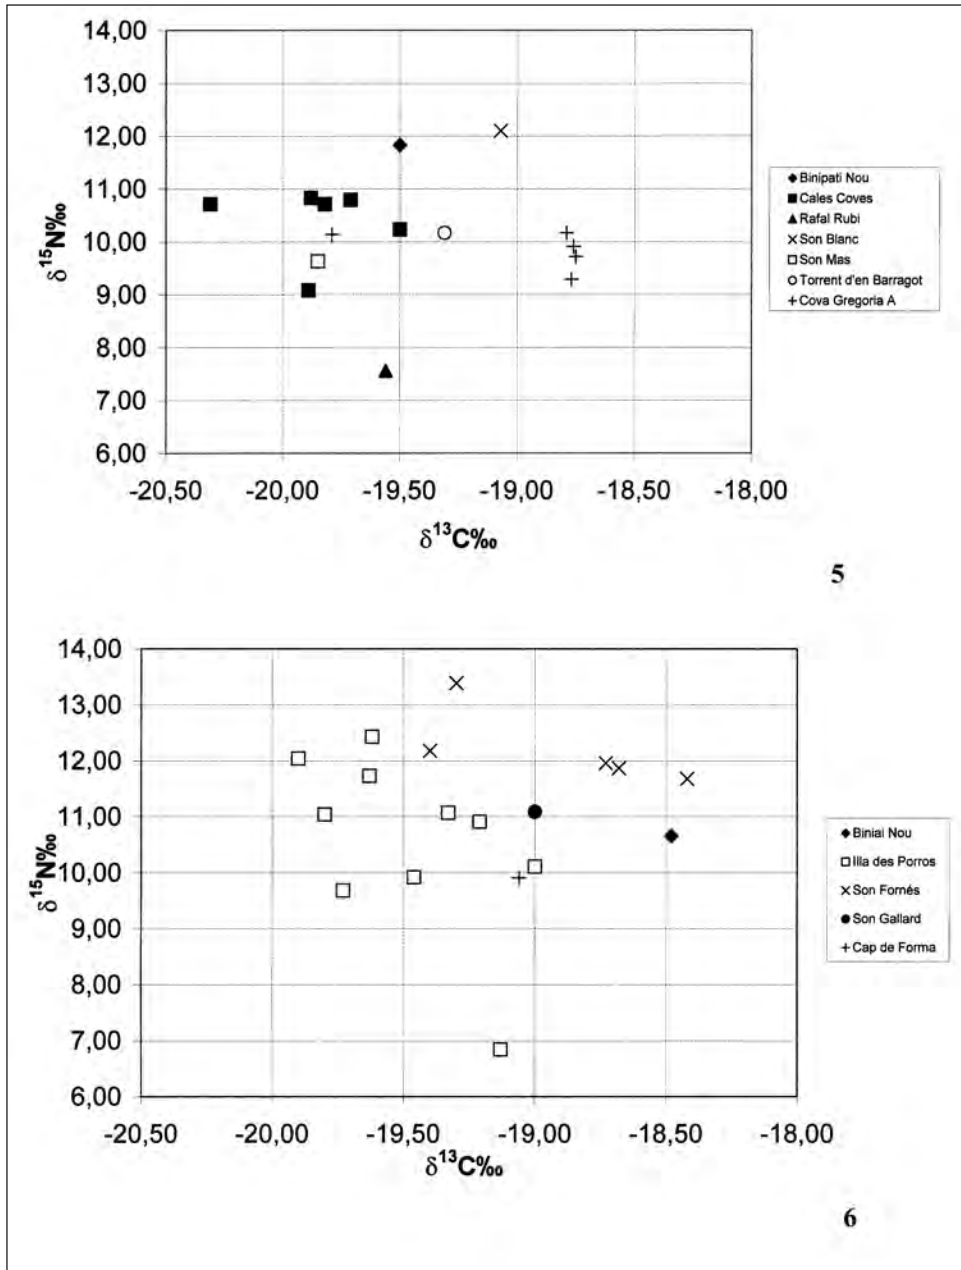 14,00
13,00
12,00
11,00
10,00
9,00
8,00
7,00
6,00
δ15N‰
-20,50 -20,00 -19,50 -19,00 -18,50 -18,00
δ13C‰
Binipati Nou
Cales Coves
Rafal Rubi
Son Blanc
Son Mas
Torrent d'en Barragot
Cova Gregoria A
5
14,00
13,00
12,00
11,00
10,00
9,00
8,00
7,00
6,00
δ15N‰
-20,50 -20,00 -19,50 -19,00 -18,50 -18,00
δ13C‰
Biniai Nou
Illa des Porros
Son Fornés
Son Gallard
Cap de Forma
6